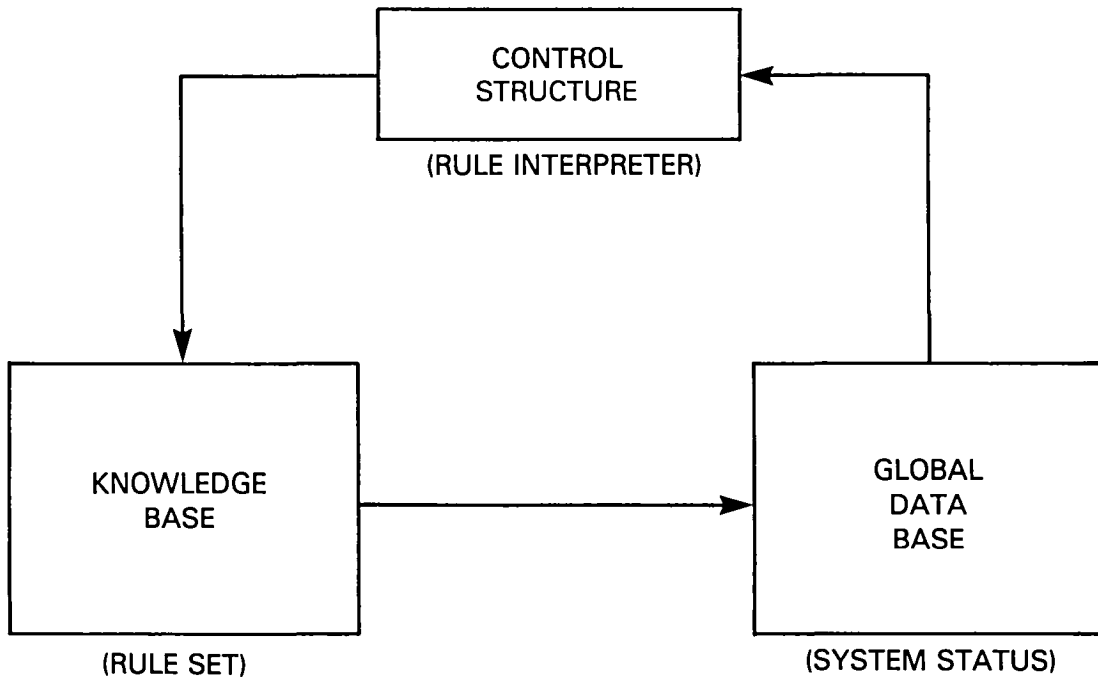 CONTROL
STRUCTURE
(RULE INTERPRETER)
KNOWLEDGE
BASE
(RULE SET)
GLOBAL
DATA
BASE
(SYSTEM STATUS)